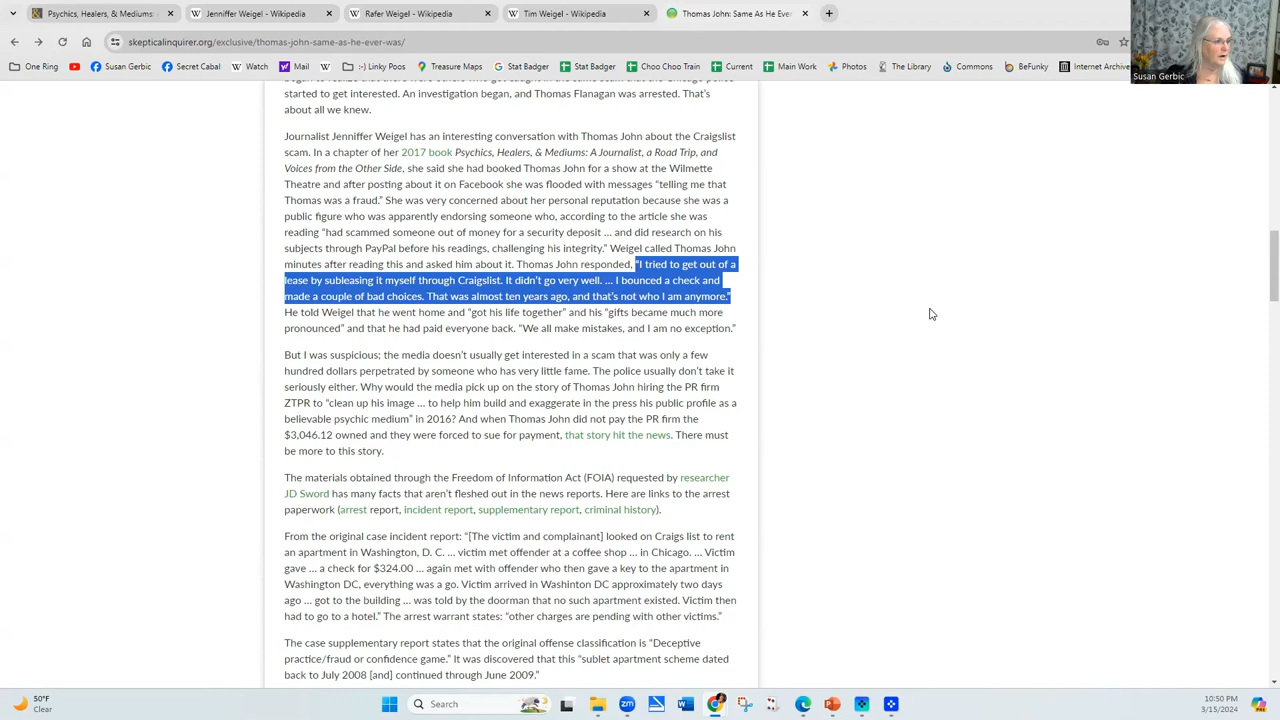 Psychics, Healers, & Mediums:
Jenniffer Weigel - Wikipedia
Rafer Weigel - Wikipedia
Tim Weigel - Wikipedia
Thomas John: Same As He Ever
skepticalinquirer.org/exclusive/thomas-john-same-as-he-ever-was/
One Ring
Susan Gerbic
Secret Cabal
Watch
Mail
:) Linky Poos
Treasure Maps
Stat Badger
Stat Badger
Choo Choo Train
Current
Main Work
Photos
The Library
Commons
BeFunky
Internet Archive
Susan Gerbic
started to get interested. An investigation began, and Thomas Flanagan was arrested. That's
about all we knew.
Journalist Jenniffer Weigel has an interesting conversation with Thomas John about the Craigslist
scam. In a chapter of her 2017 book Psychics, Healers, & Mediums: A Journalist, a Road Trip, and
Voices from the Other Side, she said she had booked Thomas John for a show at the Wilmette
Theatre and after posting about it on Facebook she was flooded with messages “telling me that
Thomas was a fraud.” She was very concerned about her personal reputation because she was a
public figure who was apparently endorsing someone who, according to the article she was
reading “had scammed someone out of money for a security deposit … and did research on his
subjects through PayPal before his readings, challenging his integrity.” Weigel called Thomas John
minutes after reading this and asked him about it. Thomas John responded, “I tried to get out of a
lease by subleasing it myself through Craigslist. It didn't go very well. … I bounced a check and
made a couple of bad choices. That was almost ten years ago, and that's not who I am anymore.”
He told Weigel that he went home and “got his life together” and his “gifts became much more
pronounced” and that he had paid everyone back. “We all make mistakes, and I am no exception.”
But I was suspicious; the media doesn't usually get interested in a scam that was only a few
hundred dollars perpetrated by someone who has very little fame. The police usually don't take it
seriously either. Why would the media pick up on the story of Thomas John hiring the PR firm
ZTPR to “clean up his image … to help him build and exaggerate in the press his public profile as a
believable psychic medium” in 2016? And when Thomas John did not pay the PR firm the
$3,046.12 owned and they were forced to sue for payment, that story hit the news. There must
be more to this story.
The materials obtained through the Freedom of Information Act (FOIA) requested by researcher
JD Sword has many facts that aren't fleshed out in the news reports. Here are links to the arrest
paperwork (arrest report, incident report, supplementary report, criminal history).
From the original case incident report: “[The victim and complainant] looked on Craigs list to rent
an apartment in Washington, D. C. … victim met offender at a coffee shop … in Chicago. … Victim
gave … a check for $324.00 … again met with offender who then gave a key to the apartment in
Washington DC, everything was a go. Victim arrived in Washinton DC approximately two days
ago … got to the building … was told by the doorman that no such apartment existed. Victim then
had to go to a hotel.” The arrest warrant states: “other charges are pending with other victims.”
The case supplementary report states that the original offense classification is “Deceptive
practice/fraud or confidence game.” It was discovered that this “sublet apartment scheme dated
back to July 2008 [and] continued through June 2009.”
50°F
Clear
Search
10:50 PM
3/15/2024